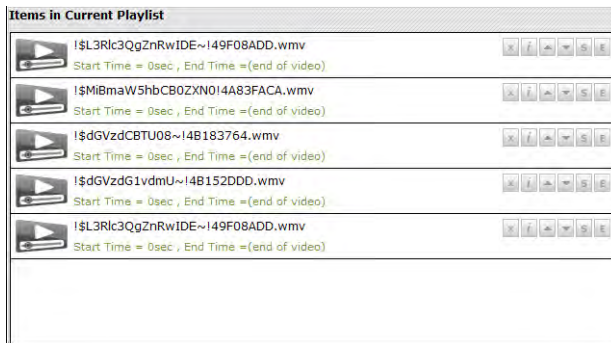 Items in Current Playlist
!$L3Rlc3QgZnRwIDE~!49F08ADD.wmv
x i S E
Start Time = 0sec , End Time =(end of video)
!$MiBmaW5hbCB0ZXN0!4A83FACA.wmv
x i S E
Start Time = 0sec , End Time =(end of video)
!$dGVzdCBTU08~!4B183764.wmv
x i S E
Start Time = 0sec , End Time =(end of video)
!$dGVzdG1vdmU~!4B152DDD.wmv
x i S E
Start Time = 0sec , End Time =(end of video)
!$L3Rlc3QgZnRwIDE~!49F08ADD.wmv
x i S E
Start Time = 0sec , End Time =(end of video)